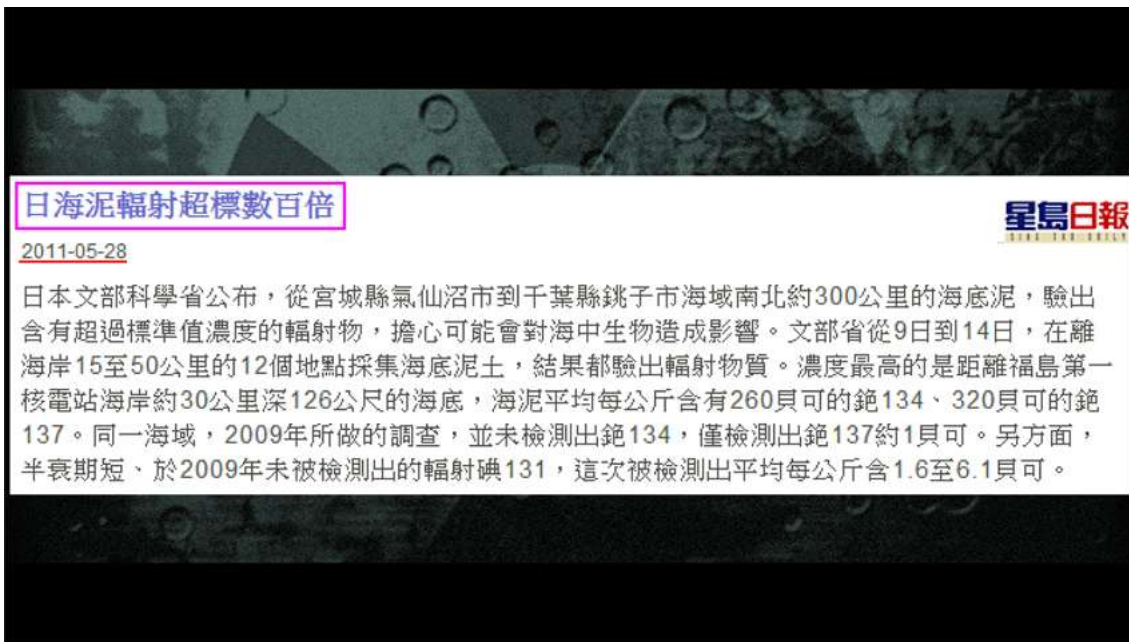 日海泥輻射超標數百倍
星島日報
2011-05-28
日本文部科學省公布，從宮城縣氣仙沼市到千葉縣銚子市海域南北約300公里的海底泥，驗出
含有超過標準值濃度的輻射物，擔心可能會對海中生物造成影響。文部省從9日到14日，在離
海岸15至50公里的12個地點採集海底泥土，結果都驗出輻射物質。濃度最高的是距離福島第一
核電站海岸約30公里深126公尺的海底，海泥平均每公斤含有260貝可的銫134、320貝可的銫
137。同一海域，2009年所做的調查，並未檢測出銫134，僅檢測出銫137約1貝可。另方面，
半衰期短、於2009年未被檢測出的輻射碘131，這次被檢測出平均每公斤含1.6至6.1貝可。